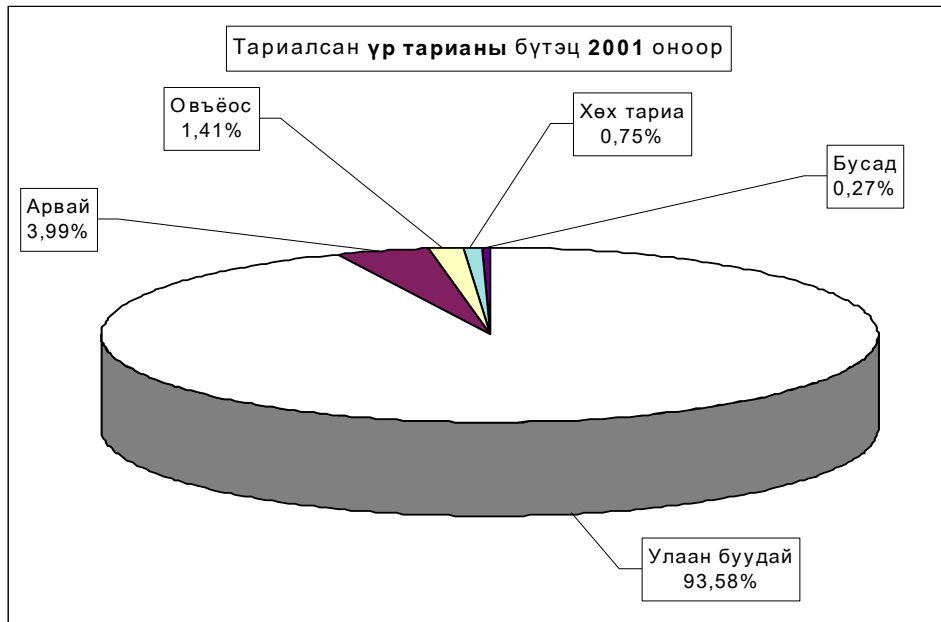 Тариалсан үр тарианы бүтэц 2001 оноор
Овъёос
1,41%
Хөх тариа
0,75%
Бусад
0,27%
Арвай
3,99%
Улаан буудай
93,58%